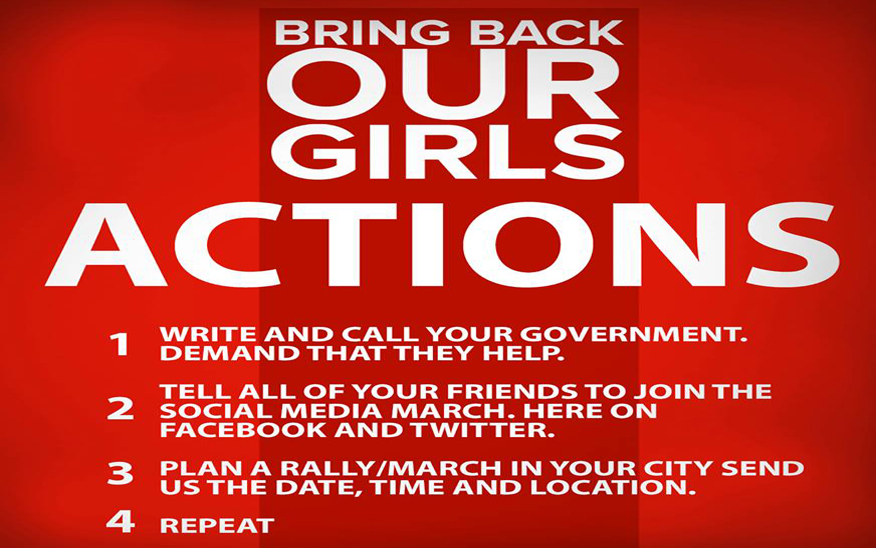 BRING BACK
OUR
GIRLS
ACTIONS
1 WRITE AND CALL YOUR GOVERNMENT.
DEMAND THAT THEY HELP.
2 TELL ALL OF YOUR FRIENDS TO JOIN THE
SOCIAL MEDIA MARCH. HERE ON
FACEBOOK AND TWITTER.
3 PLAN A RALLY/MARCH IN YOUR CITY SEND
US THE DATE, TIME AND LOCATION.
4 REPEAT